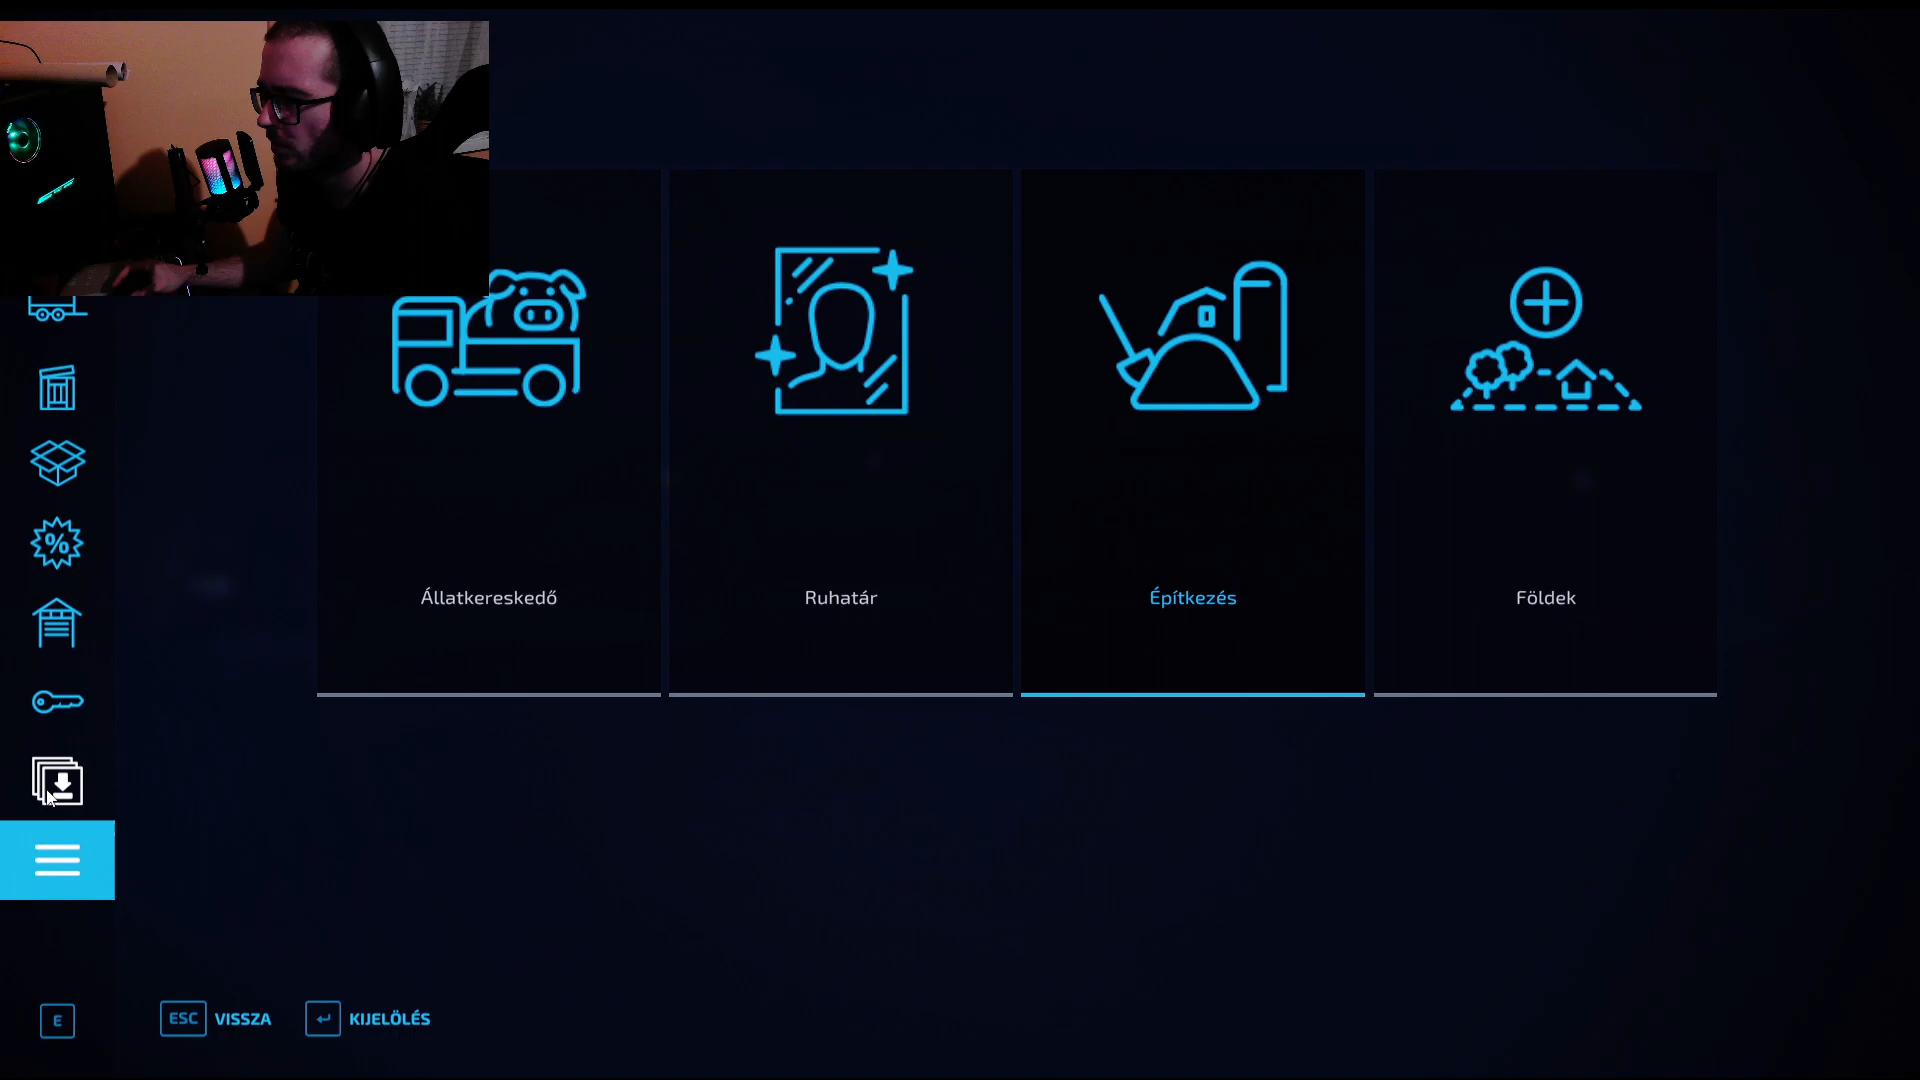 Állatkereskedő
Ruhatár
Építkezés
Földek
%
E
ESC VISSZA
KIJELÖLÉS